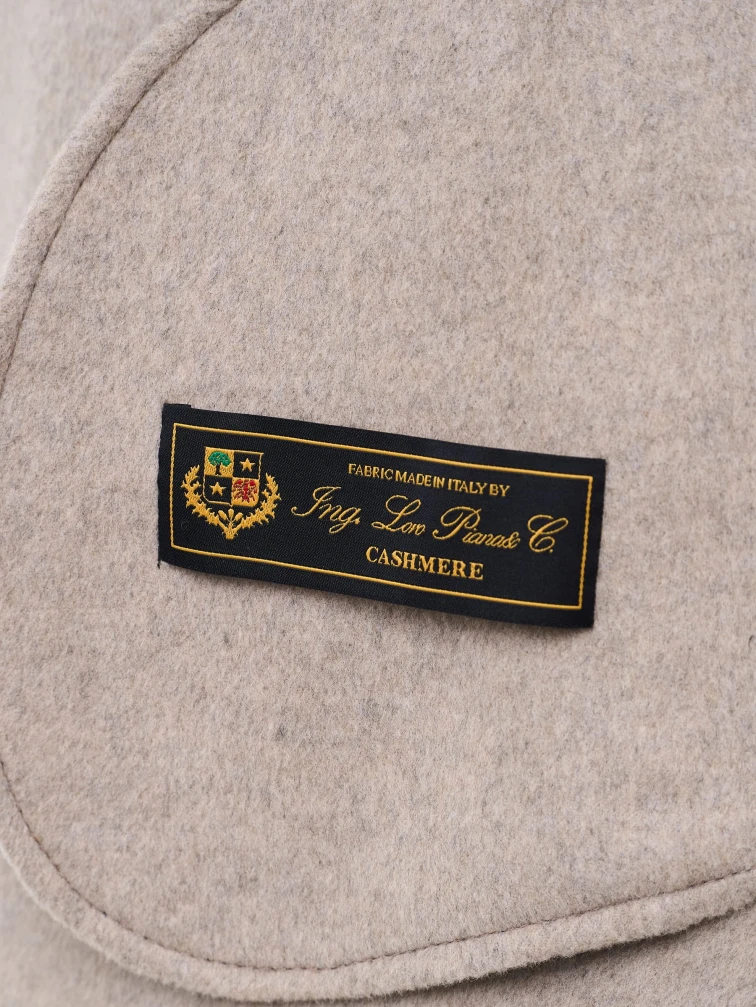 FABRIC MADE IN ITALY BY
Ing. Loro Piana & C.
CASHMERE